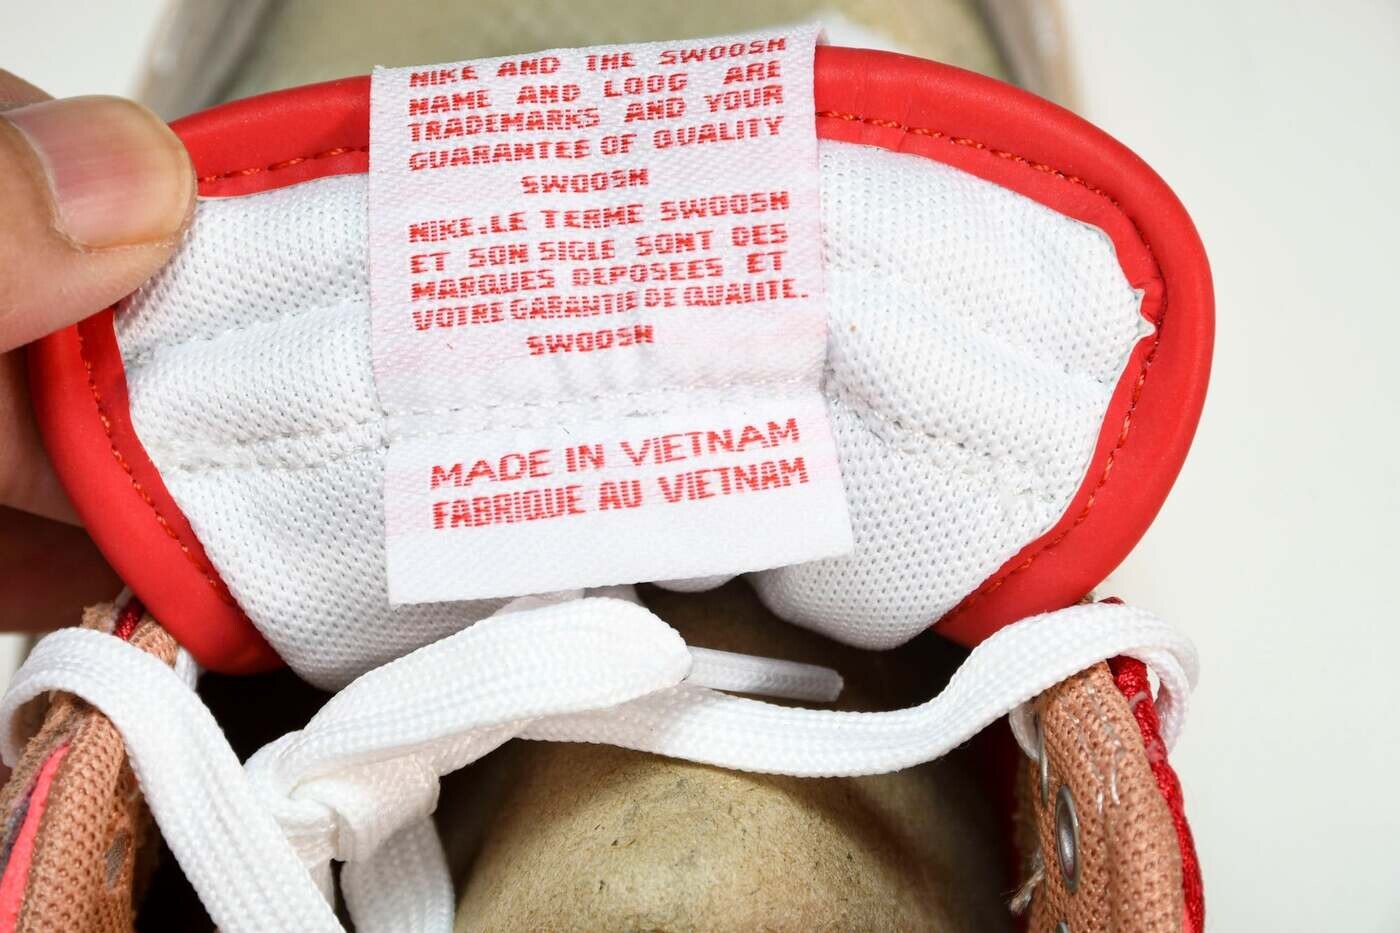 NIKE AND THE SWOOSH
NAME AND LOOG ARE
TRADEMARKS AND YOUR
GUARANTEE OF QUALITY
SWOOSH
NIKE.LE TERME SWOOSH
ET SON SIGLE SONT DES
MARQUES DEPOSEES ET
VOTRE GARANTIE DE QUALITE.
SWOOSH
MADE IN VIETNAM
FABRIQUE AU VIETNAM